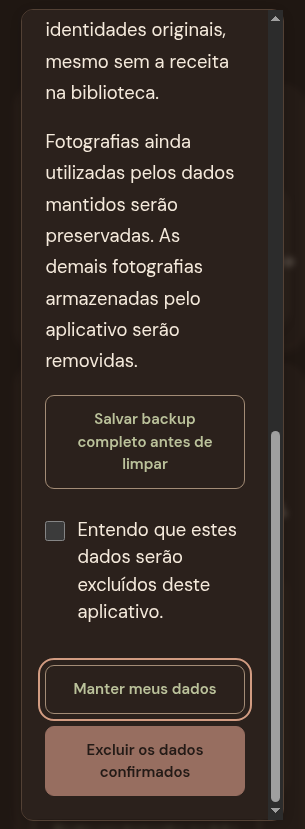 identidades originais,
mesmo sem a receita
na biblioteca.
Fotografias ainda
utilizadas pelos dados
mantidos serão
preservadas. As
demais fotografias
armazenadas pelo
aplicativo serão
removidas.
Salvar backup
completo antes de
limpar
Entendo que estes
dados serão
excluídos deste
aplicativo.
Manter meus dados
Excluir os dados
confirmados